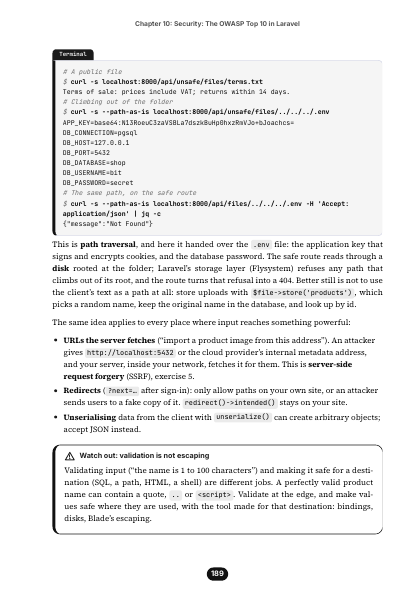 Chapter 10: Security: The OWASP Top 10 in Laravel
Terminal
# A public file
$ curl -s localhost:8000/api/unsafe/files/terms.txt
Terms of sale: prices include VAT; returns within 14 days.
# Climbing out of the folder
$ curl -s --path-as-is localhost:8000/api/unsafe/files/../../../.env
DB_CONNECTION=pgsql
DB_HOST=127.0.0.1
DB_PORT=5432
DB_DATABASE=shop
DB_USERNAME=bit
DB_PASSWORD=secret
# The same path, on the safe route
$ curl -s --path-as-is localhost:8000/api/files/../../../.env -H 'Accept:
application/json' | jq -c
{"message":"Not Found"}
This is path traversal, and here it handed over the .env file: the application key that
signs and encrypts cookies, and the database password. The safe route reads through a
disk rooted at the folder; Laravel's storage layer (Flysystem) refuses any path that
climbs out of its root, and the route turns that refusal into a 404. Better still is not to use
the client's text as a path at all: store uploads with $file->store('products') , which
picks a random name, keep the original name in the database, and look up by id.
The same idea applies to every place where input reaches something powerful:
• URLs the server fetches (“import a product image from this address”). An attacker
gives http://localhost:5432 or the cloud provider's internal metadata address,
and your server, inside your network, fetches it for them. This is server-side
request forgery (SSRF), exercise 5.
• Redirects ( ?next=… after sign-in): only allow paths on your own site, or an attacker
sends users to a fake copy of it. redirect()->intended() stays on your site.
• Unserialising data from the client with unserialize() can create arbitrary objects;
accept JSON instead.
Watch out: validation is not escaping
Validating input (“the name is 1 to 100 characters”) and making it safe for a desti-
nation (SQL, a path, HTML, a shell) are different jobs. A perfectly valid product
name can contain a quote, .. or <script>. Validate at the edge, and make val-
ues safe where they are used, with the tool made for that destination: bindings,
disks, Blade's escaping.
189